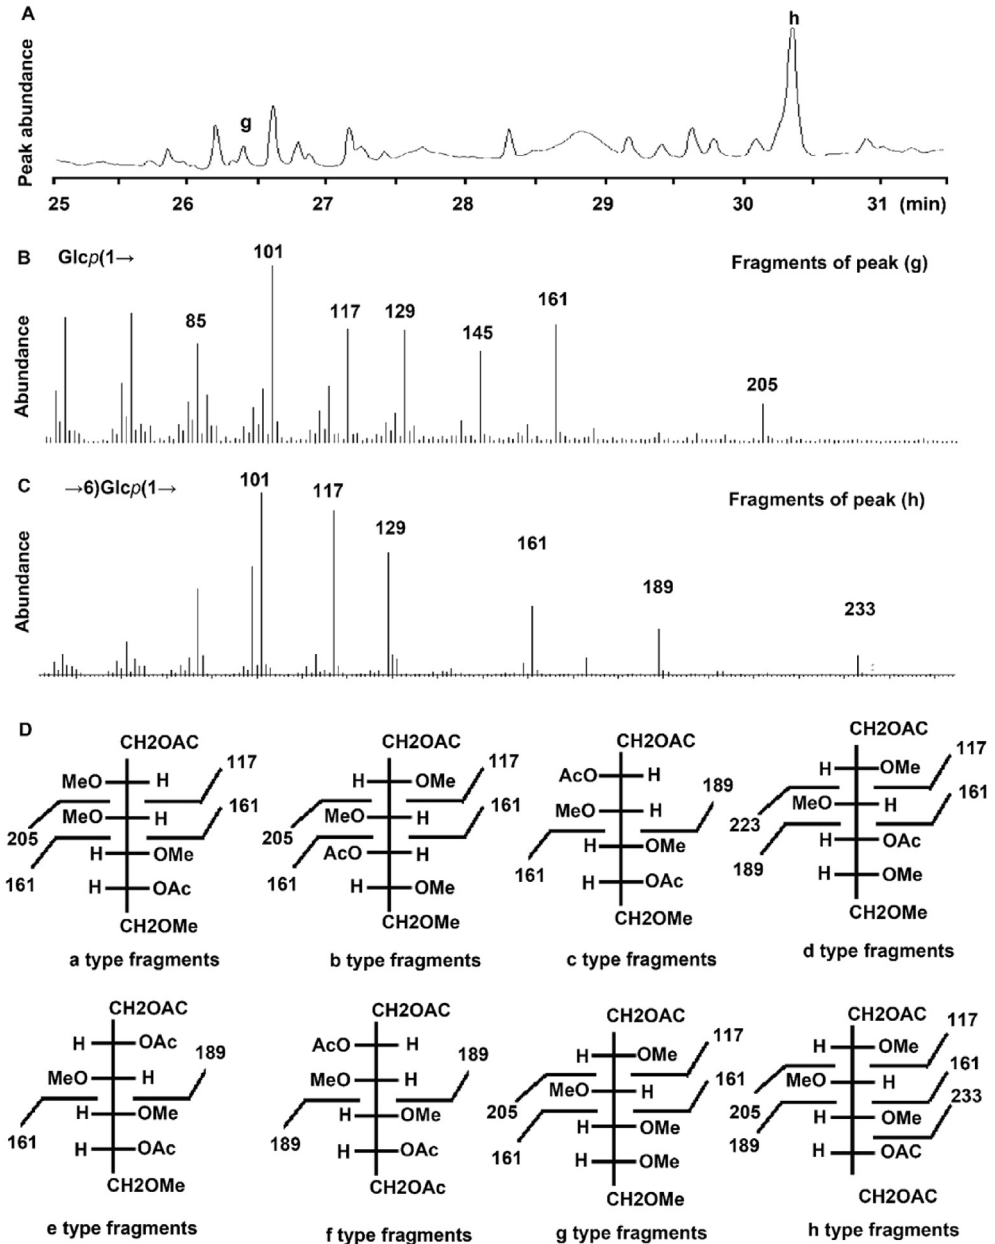 A
h
g
Peak abundance
25 26 27 28 29 30 31 (min)
B Glcp(1→
Fragments of peak (g)
101
85 117 129 145 161 205
Abundance
C →6)Glcp(1→
Fragments of peak (h)
101 117 129 161 189 233
Abundance
D
CH2OAC
MeO H
117
MeO H
161
205
H OMe
161
H OAc
CH2OMe
a type fragments
CH2OAC
H OMe
117
MeO H
161
205
AcO H
161
H OMe
CH2OMe
b type fragments
CH2OAC
AcO H
189
MeO H
H OMe
161
H OAc
CH2OMe
c type fragments
CH2OAC
117
H OMe
161
MeO H
223
H OAc
189
H OMe
CH2OMe
d type fragments
CH2OAC
H OAc
189
MeO H
H OMe
161
H OAc
CH2OMe
e type fragments
CH2OAC
AcO H
189
MeO H
H OMe
189
H OAc
CH2OAc
f type fragments
CH2OAC
117
H OMe
161
MeO H
205
H OMe
161
H OMe
CH2OMe
g type fragments
CH2OAC
117
H OMe
161
MeO H
233
205
H OMe
189
H OAC
CH2OAC
h type fragments